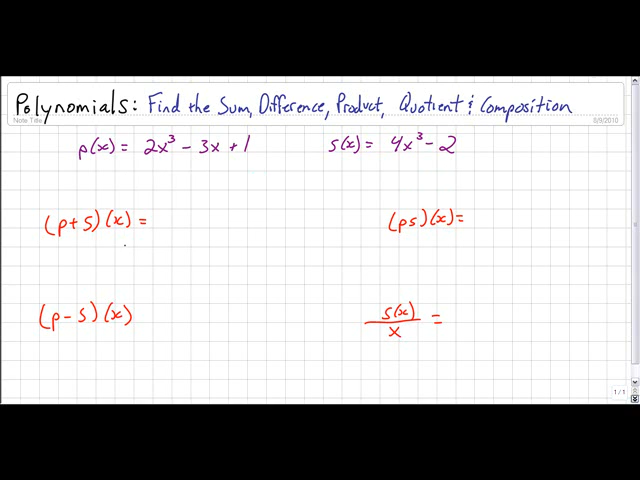 Polynomials: Find the Sum, Difference, Product, Quotient & Composition
Note Title
8/9/2010
p(x) = 2x³ - 3x + 1
s(x) = 4x³ - 2
(p+s)(x) =
(ps)(x) =
(p-s)(x)
s(x)
x
=
1/1